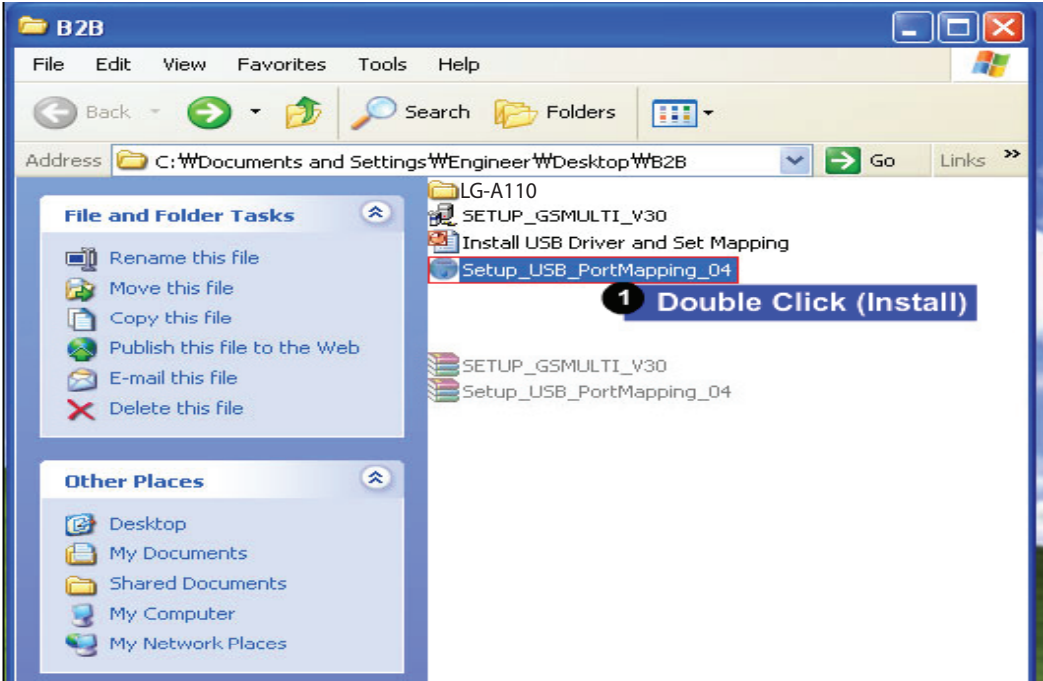 B2B
File Edit View Favorites Tools Help
Back Search Folders
Address C:₩Documents and Settings₩Engineer₩Desktop₩B2B Go Links »
File and Folder Tasks
Rename this file
Move this file
Copy this file
Publish this file to the Web
E-mail this file
Delete this file
Other Places
Desktop
My Documents
Shared Documents
My Computer
My Network Places
LG-A110
SETUP_GSMULTI_V30
Install USB Driver and Set Mapping
Setup_USB_PortMapping_04
1 Double Click (Install)
SETUP_GSMULTI_V30
Setup_USB_PortMapping_04